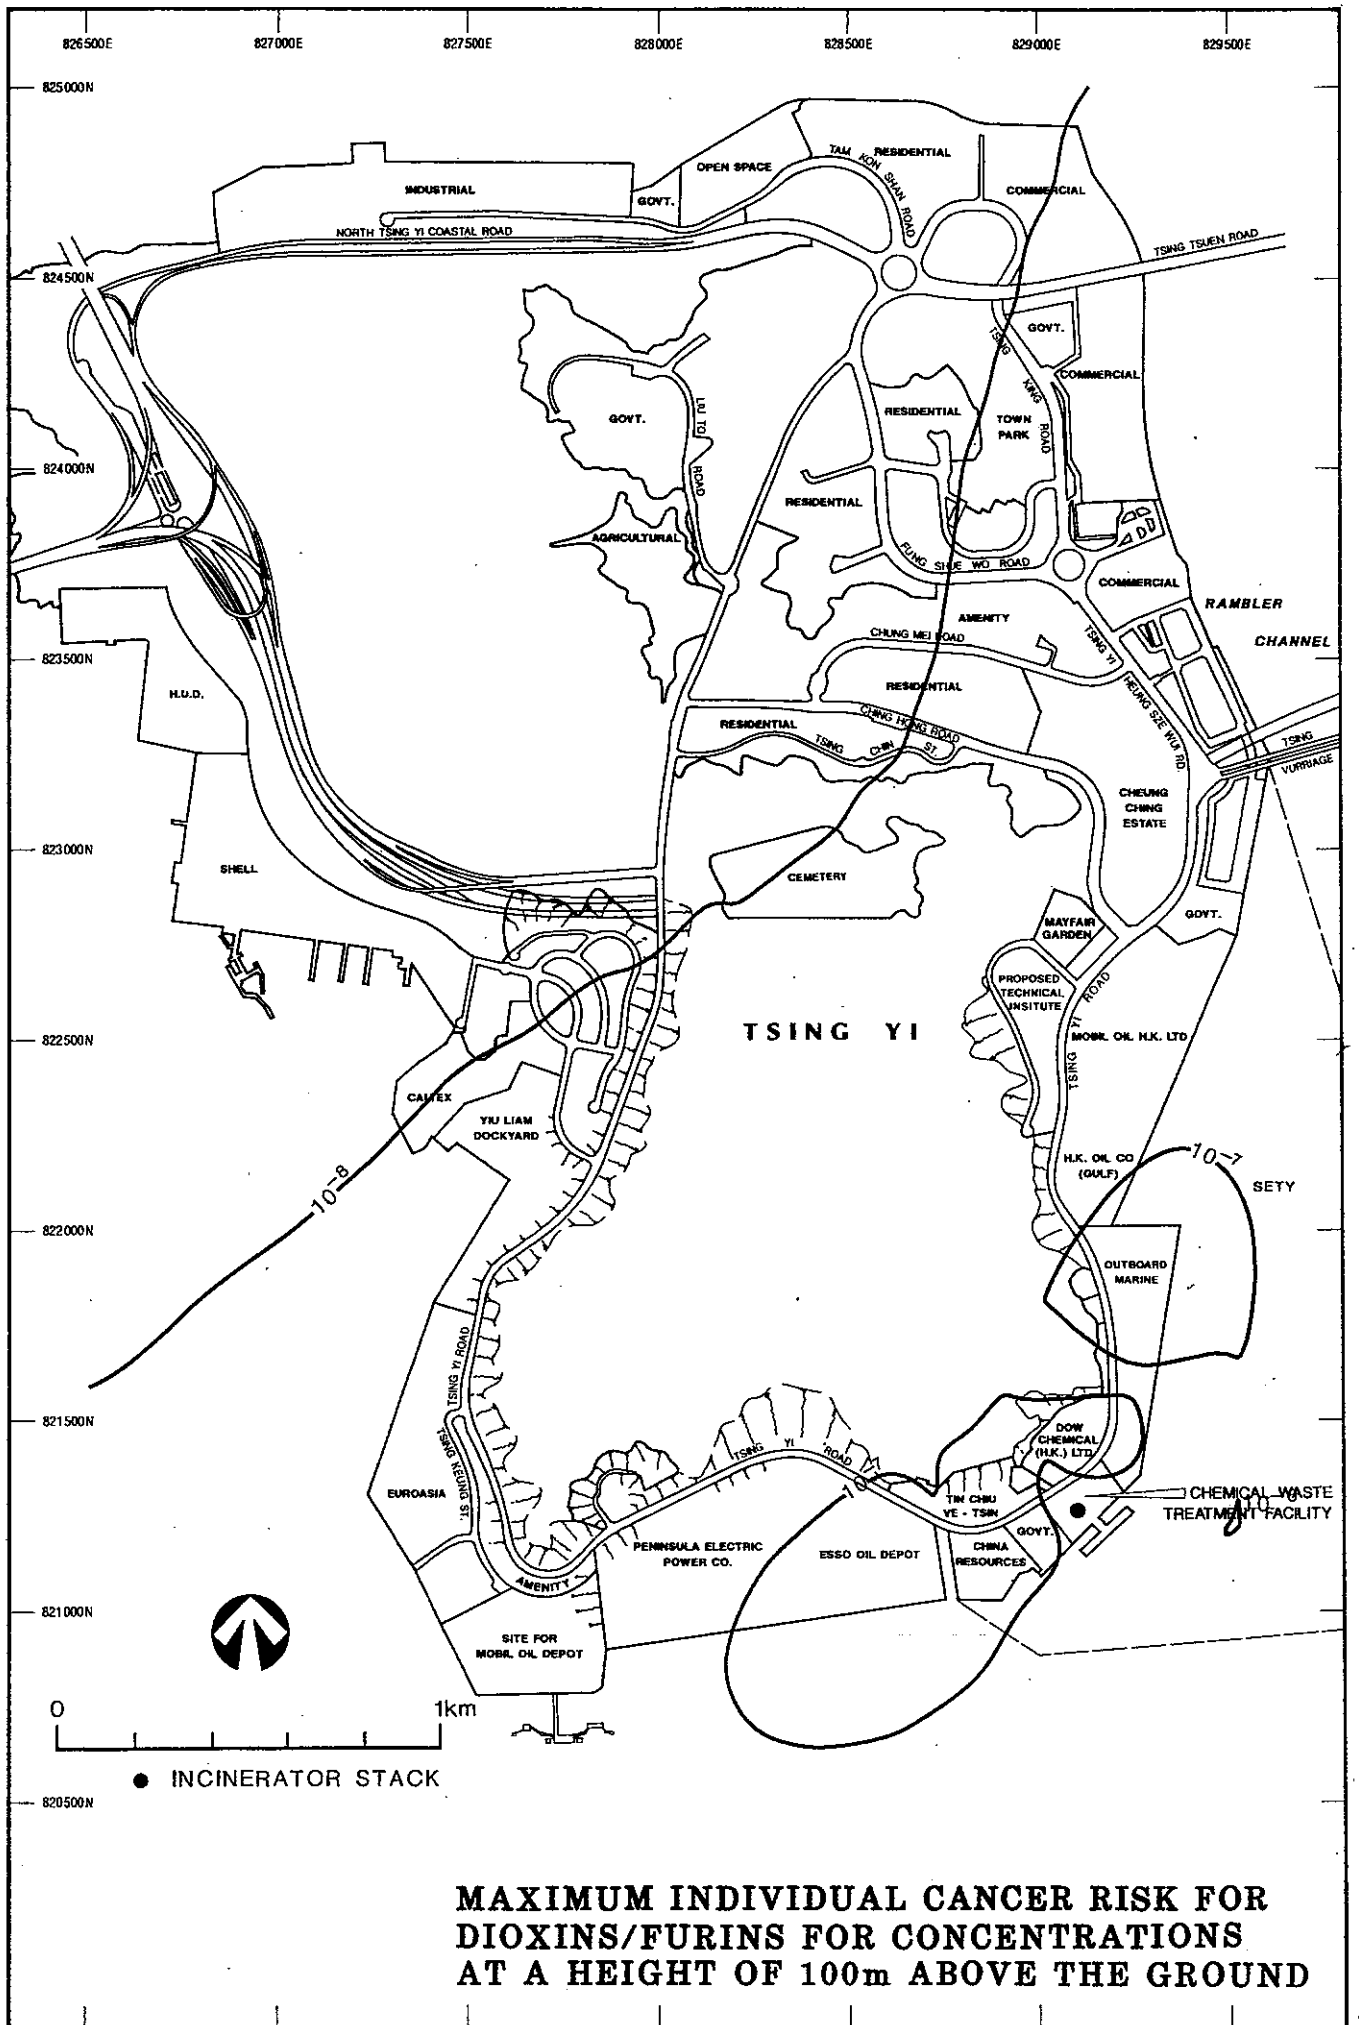 826500E 827000E 827500E 828000E 828500E 829000E 829500E
825000N
TAM KON SHAN ROAD
RESIDENTIAL
OPEN SPACE
INDUSTRIAL
GOVT.
COMMERCIAL
NORTH TSING YI COASTAL ROAD
TSING TSUEN ROAD
824500N
GOVT.
TSING KING ROAD
COMMERCIAL
LIU TO ROAD
GOVT.
RESIDENTIAL
TOWN
PARK
824000N
RESIDENTIAL
AGRICULTURAL
FUNG SHUE WO ROAD
COMMERCIAL
RAMBLER
CHANNEL
AMENITY
CHUNG MEI ROAD
TSING YI
HEUNG SZE WUI RD.
823500N
H.U.D.
RESIDENTIAL
RESIDENTIAL
CHING HONG ROAD
TSING CHIN ST
TSING
VURRIAGE
CHEUNG
CHING
ESTATE
823000N
SHELL
CEMETERY
GOVT.
MAYFAIR
GARDEN
PROPOSED
TECHNICAL
INSITUTE
TSING YI ROAD
TSING YI
822500N
MOBIL OIL H.K. LTD
CALTEX
YIU LIAM
DOCKYARD
H.K. OIL CO
(GULF)
10-7
SETY
10-8
822000N
OUTBOARD
MARINE
TSING YI ROAD
821500N
TSING KEUNG ST.
TSING YI ROAD
DOW
CHEMICAL
(H.K.) LTD
EUROASIA
10
TIN CHIU
YE - TSIN
CHEMICAL WASTE
TREATMENT FACILITY
GOVT.
CHINA
RESOURCES
PENINSULA ELECTRIC
POWER CO.
ESSO OIL DEPOT
AMENITY
821000N
SITE FOR
MOBIL OIL DEPOT
0 1km
INCINERATOR STACK
820500N
MAXIMUM INDIVIDUAL CANCER RISK FOR
DIOXINS/FURINS FOR CONCENTRATIONS
AT A HEIGHT OF 100m ABOVE THE GROUND